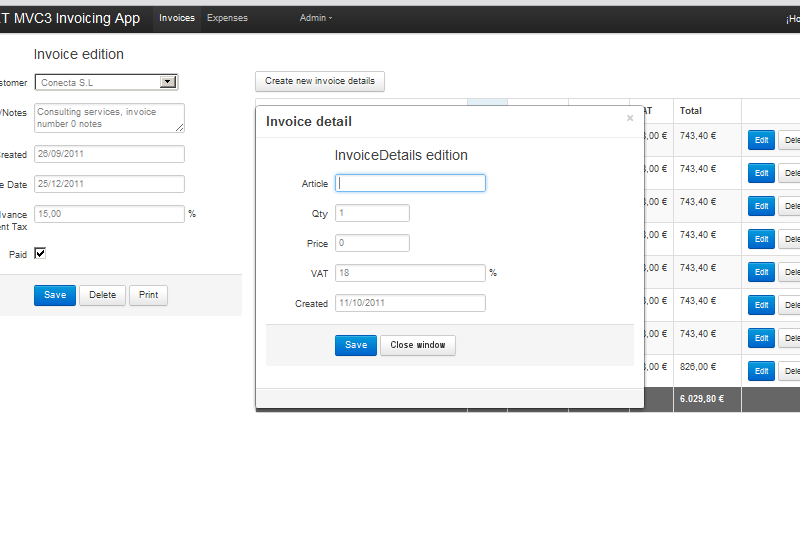 T MVC3 Invoicing App Invoices Expenses Admin ¡Ho
Invoice edition
stomer Conecta S.L
/Notes Consulting services, invoice
number 0 notes
reated 26/09/2011
e Date 25/12/2011
dvance 15,00 %
ent Tax
Paid
Save Delete Print
Create new invoice details
AT Total
3,00 € 743,40 € Edit Dele
3,00 € 743,40 € Edit Dele
3,00 € 743,40 € Edit Dele
3,00 € 743,40 € Edit Dele
3,00 € 743,40 € Edit Dele
3,00 € 743,40 € Edit Dele
3,00 € 743,40 € Edit Dele
3,00 € 826,00 € Edit Dele
6.029,80 €
Invoice detail ×
InvoiceDetails edition
Article
Qty 1
Price 0
VAT 18 %
Created 11/10/2011
Save Close window